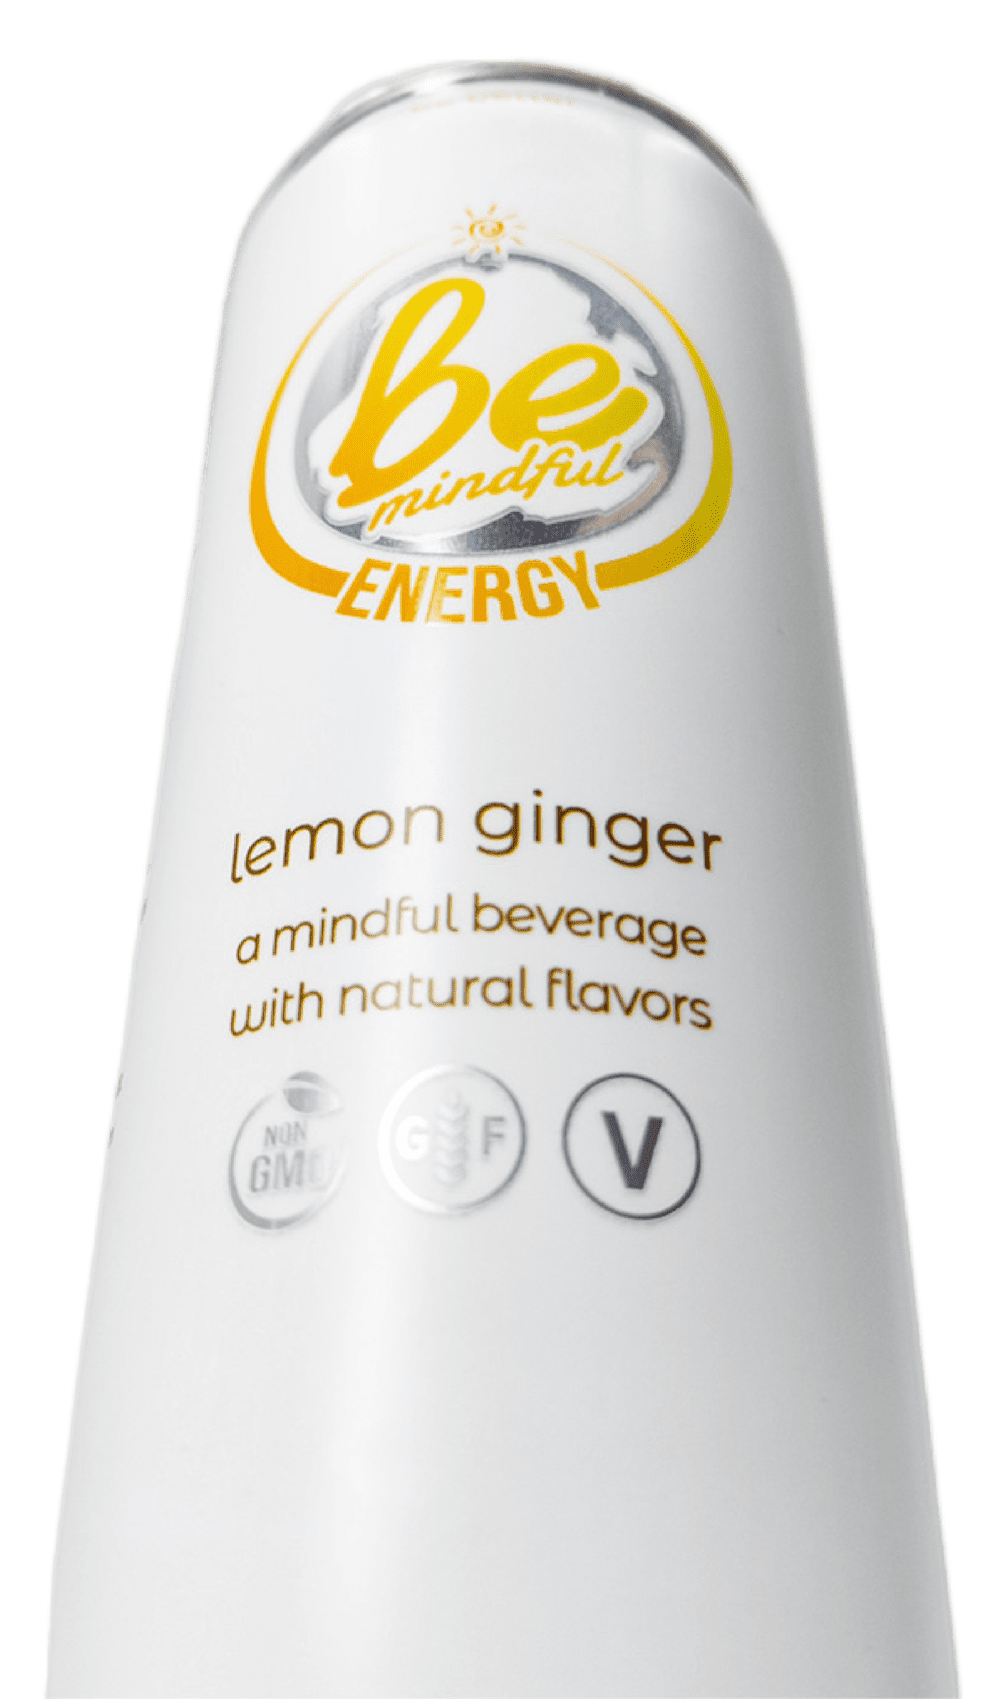 be
mindful
ENERGY
lemon ginger
a mindful beverage
with natural flavors
NON
GMO
G F
V